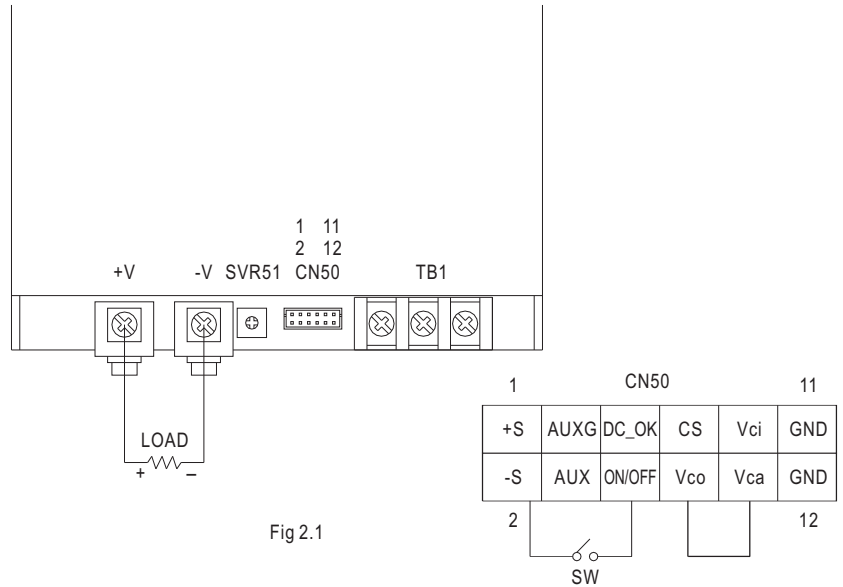 1 11
2 12
+V -V SVR51 CN50 TB1
LOAD
+ –
1 CN50 11
+S AUXG DC_OK CS Vci GND
-S AUX ON/OFF Vco Vca GND
2 12
SW
Fig 2.1